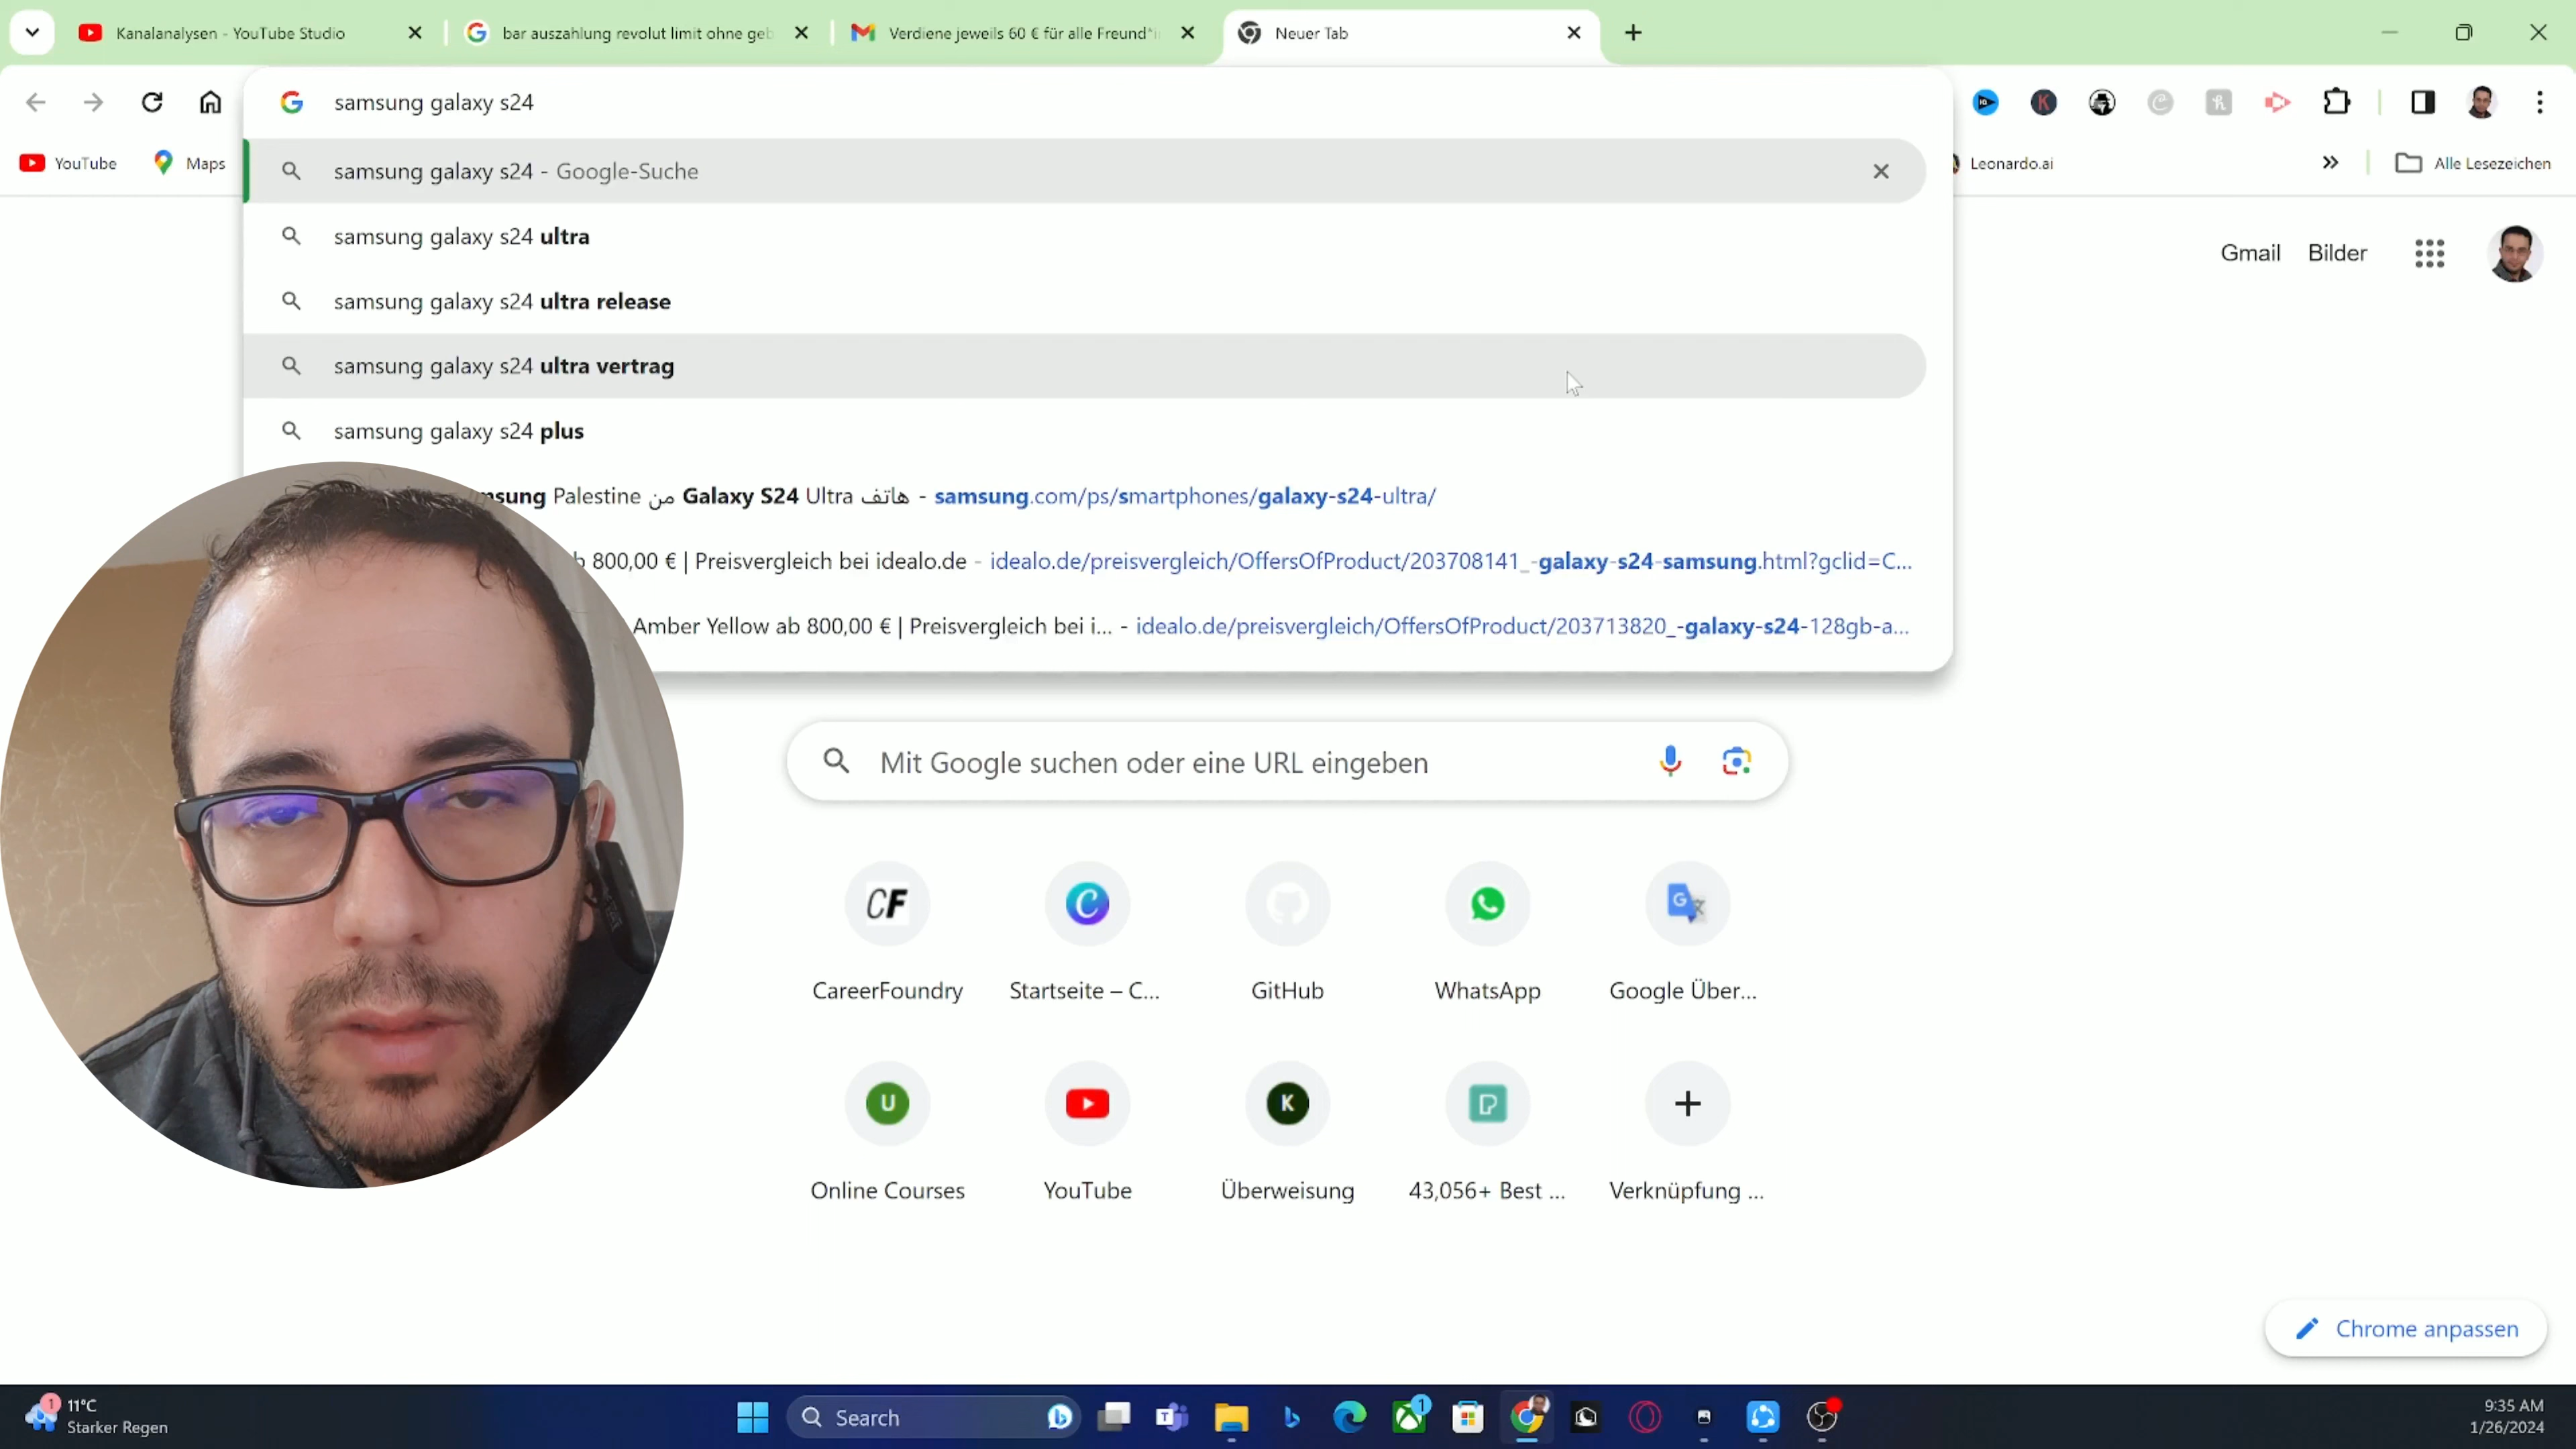 Kanalanalysen - YouTube Studio
bar auszahlung revolut limit ohne geb
Verdiene jeweils 60 € für alle Freund*i
Neuer Tab
samsung galaxy s24
YouTube
Maps
Leonardo.ai
Alle Lesezeichen
samsung galaxy s24 - Google-Suche
samsung galaxy s24 ultra
samsung galaxy s24 ultra release
samsung galaxy s24 ultra vertrag
samsung galaxy s24 plus
Gmail Bilder
Palestine من Galaxy S24 Ultra هاتف - samsung.com/ps/smartphones/galaxy-s24-ultra/
800,00 € | Preisvergleich bei idealo.de - idealo.de/preisvergleich/OffersOfProduct/203708141_-galaxy-s24-samsung.html?gclid=C...
Amber Yellow ab 800,00 € | Preisvergleich bei i... - idealo.de/preisvergleich/OffersOfProduct/203713820_-galaxy-s24-128gb-a...
Mit Google suchen oder eine URL eingeben
CF
CareerFoundry
Startseite – C...
GitHub
WhatsApp
Google Über...
U
K
Online Courses
YouTube
Überweisung
43,056+ Best ...
Verknüpfung ...
Chrome anpassen
1
11°C
Starker Regen
Search
1
9:35 AM
1/26/2024